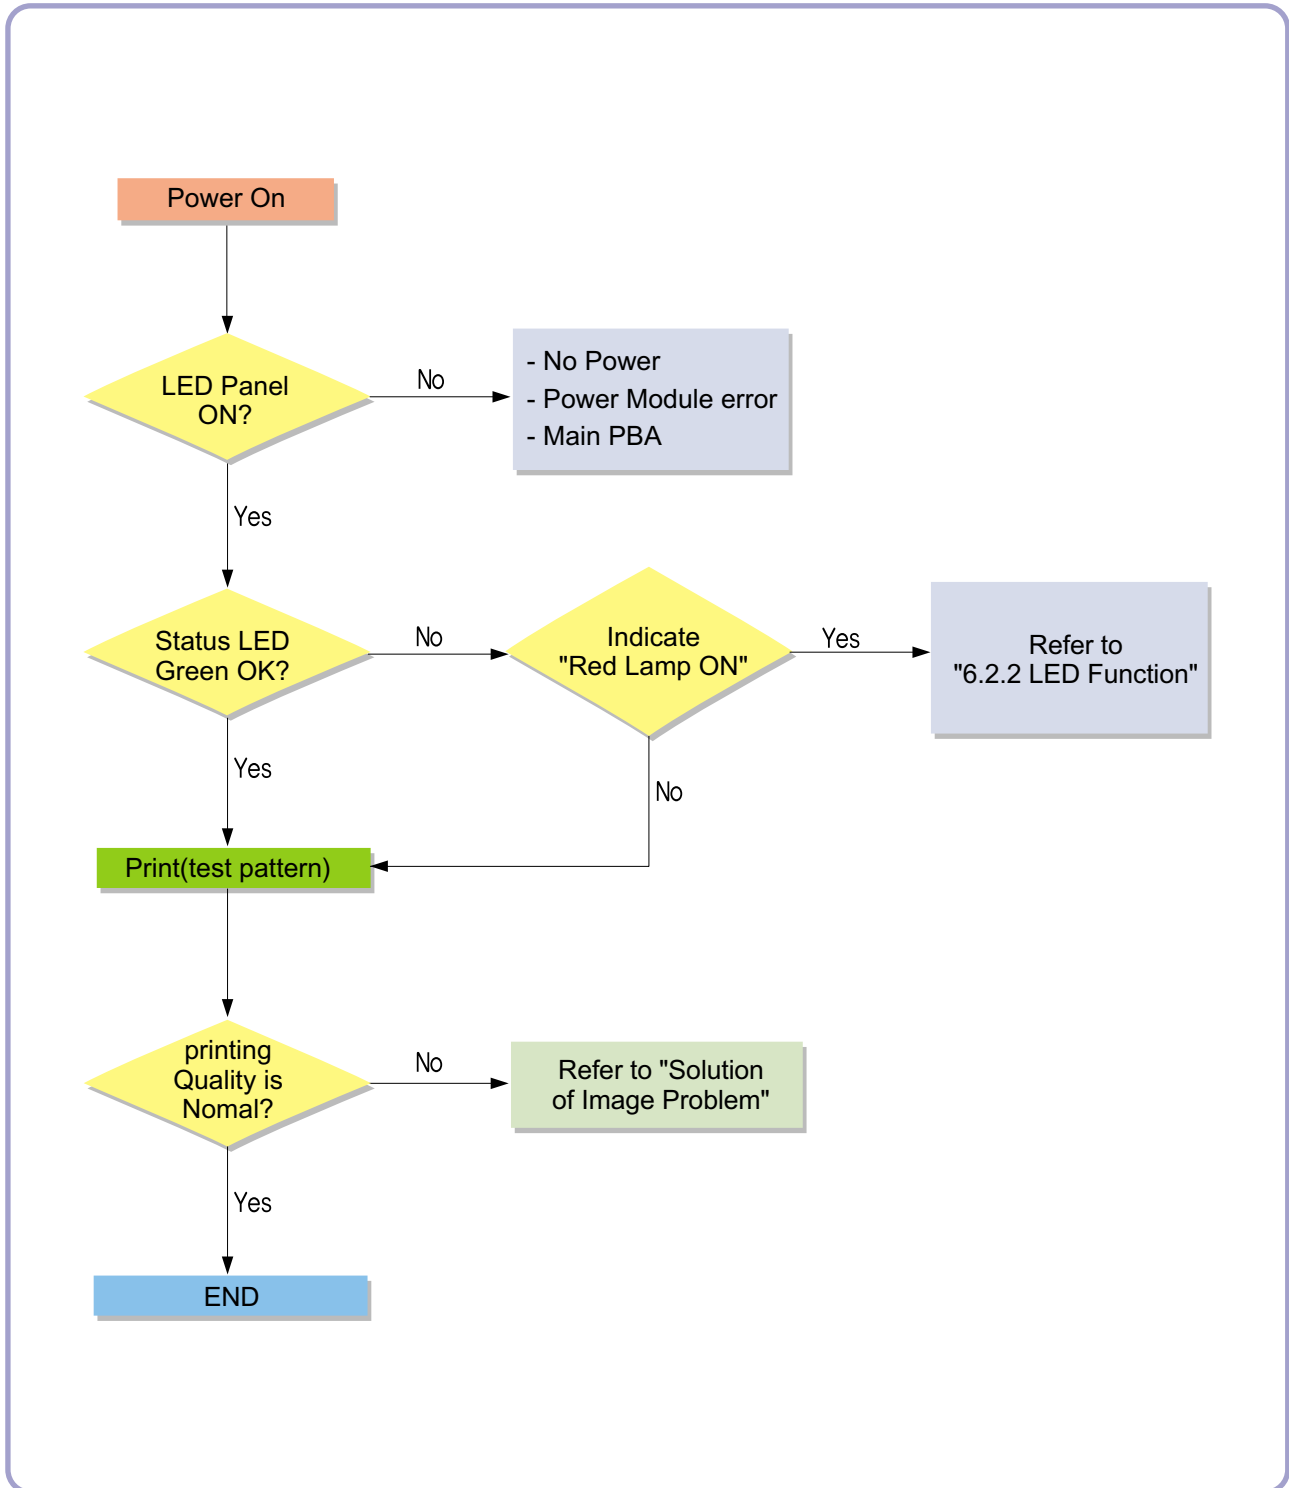 Power On
LED Panel
ON?
No
- No Power
- Power Module error
- Main PBA
Yes
Status LED
Green OK?
No
Indicate
"Red Lamp ON"
Yes
Refer to
"6.2.2 LED Function"
Yes
No
Print(test pattern)
printing
Quality is
Nomal?
No
Refer to "Solution
of Image Problem"
Yes
END